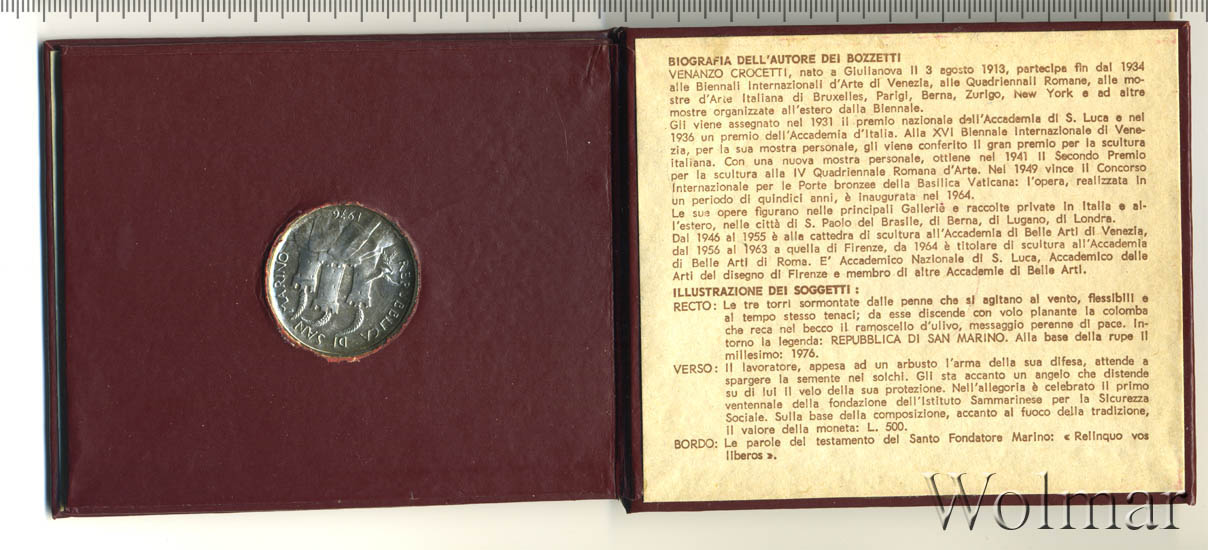 REPUBBLICA DI SAN MARINO
1976
BIOGRAFIA DELL'AUTORE DEI BOZZETTI
VENANZO CROCETTI, nato a Giulianova il 3 agosto 1913, partecipa fin dal 1934
alle Biennali Internazionali d'Arte di Venezia, alle Quadriennali Romane, alle mo-
stre d'Arte Italiana di Bruxelles, Parigi, Berna, Zurigo, New York e ad altre
mostre organizzate all'estero dalla Biennale.
Gli viene assegnato nel 1931 il premio nazionale dell'Accademia di S. Luca e nel
1936 un premio dell'Accademia d'Italia. Alla XVI Biennale Internazionale di Vene-
zia, per la sua mostra personale, gli viene conferito il gran premio per la scultura
italiana. Con una nuova mostra personale, ottiene nel 1941 il Secondo Premio
per la scultura alla IV Quadriennale Romana d'Arte. Nel 1949 vince il Concorso
Internazionale per le Porte bronzee della Basilica Vaticana: l'opera, realizzata in
un periodo di quindici anni, è inaugurata nel 1964.
Le sue opere figurano nelle principali Gallerie e raccolte private in Italia e al-
l'estero, nelle città di S. Paolo del Brasile, di Berna, di Lugano, di Londra.
Dal 1946 al 1955 è alla cattedra di scultura all'Accademia di Belle Arti di Venezia,
dal 1956 al 1963 a quella di Firenze, da 1964 è titolare di scultura all'Accademia
di Belle Arti di Roma. E' Accademico Nazionale di S. Luca, Accademico delle
Arti del disegno di Firenze e membro di altre Accademie di Belle Arti.
ILLUSTRAZIONE DEI SOGGETTI :
RECTO: Le tre torri sormontate dalle penne che si agitano al vento, flessibili e
al tempo stesso tenaci; da esse discende con volo planante la colomba
che reca nel becco il ramoscello d'ulivo, messaggio perenne di pace. In-
torno la legenda: REPUBBLICA DI SAN MARINO. Alla base della rupe il
millesimo: 1976.
VERSO: Il lavoratore, appesa ad un arbusto l'arma della sua difesa, attende a
spargere la semente nei solchi. Gli sta accanto un angelo che distende
su di lui il velo della sua protezione. Nell'allegoria è celebrato il primo
ventennale della fondazione dell'Istituto Sammarinese per la Sicurezza
Sociale. Sulla base della composizione, accanto al fuoco della tradizione,
il valore della moneta: L. 500.
BORDO: Le parole del testamento del Santo Fondatore Marino: « Relinquo vos
liberos ».
Wolmar